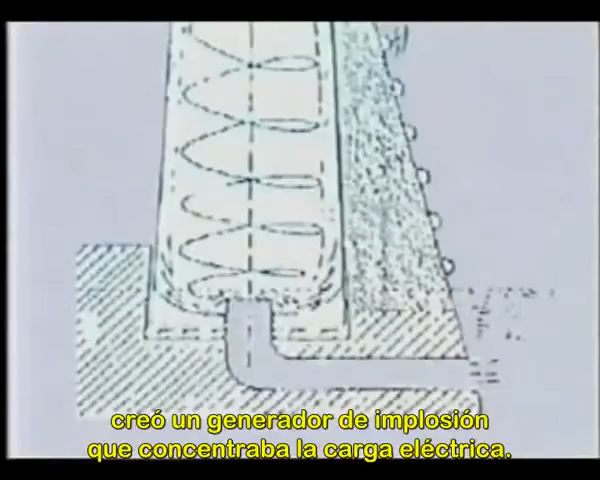 creó un generador de implosión
que concentraba la carga eléctrica.